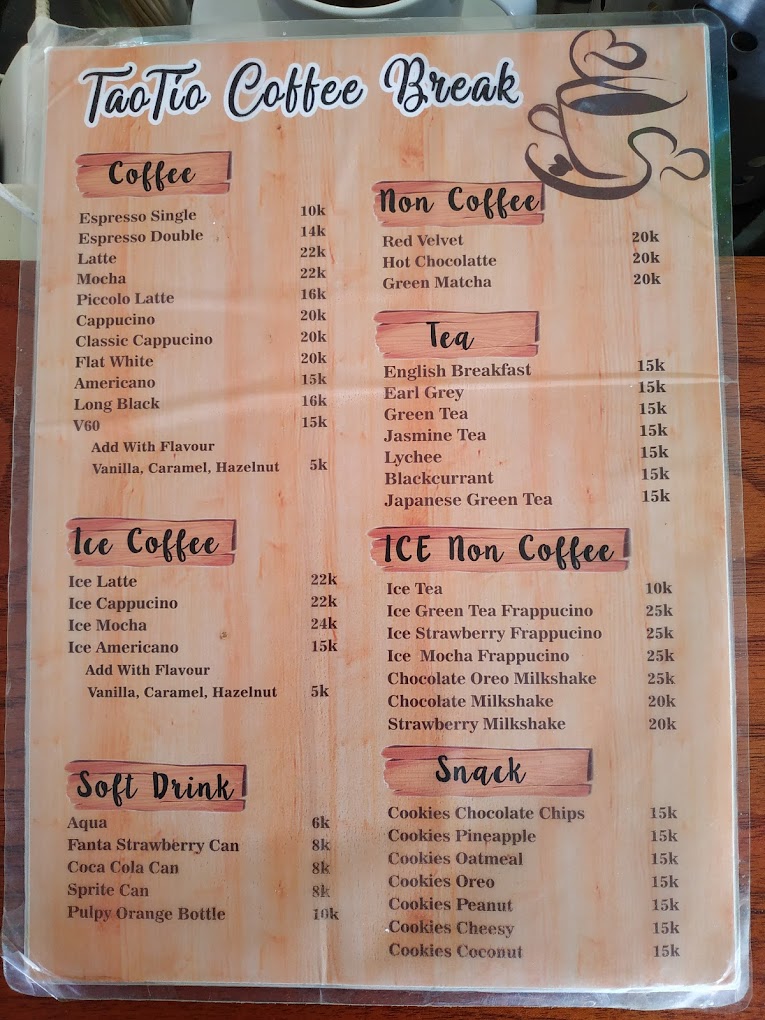 TaoTio Coffee Break
Coffee
Espresso Single 10k
Espresso Double 14k
Latte 22k
Mocha 22k
Piccolo Latte 16k
Cappucino 20k
Classic Cappucino 20k
Flat White 20k
Americano 15k
Long Black 16k
V60 15k
Add With Flavour
Vanilla, Caramel, Hazelnut 5k
Ice Coffee
Ice Latte 22k
Ice Cappucino 22k
Ice Mocha 24k
Ice Americano 15k
Add With Flavour
Vanilla, Caramel, Hazelnut 5k
Soft Drink
Aqua 6k
Fanta Strawberry Can 8k
Coca Cola Can 8k
Sprite Can 8k
Pulpy Orange Bottle 10k
Non Coffee
Red Velvet 20k
Hot Chocolatte 20k
Green Matcha 20k
Tea
English Breakfast 15k
Earl Grey 15k
Green Tea 15k
Jasmine Tea 15k
Lychee 15k
Blackcurrant 15k
Japanese Green Tea 15k
ICE Non Coffee
Ice Tea 10k
Ice Green Tea Frappucino 25k
Ice Strawberry Frappucino 25k
Ice Mocha Frappucino 25k
Chocolate Oreo Milkshake 25k
Chocolate Milkshake 20k
Strawberry Milkshake 20k
Snack
Cookies Chocolate Chips 15k
Cookies Pineapple 15k
Cookies Oatmeal 15k
Cookies Oreo 15k
Cookies Peanut 15k
Cookies Cheesy 15k
Cookies Coconut 15k